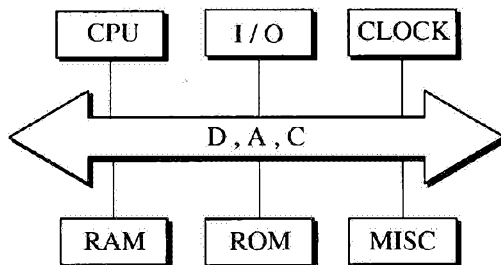 CPU I / O CLOCK
D , A , C
RAM ROM MISC